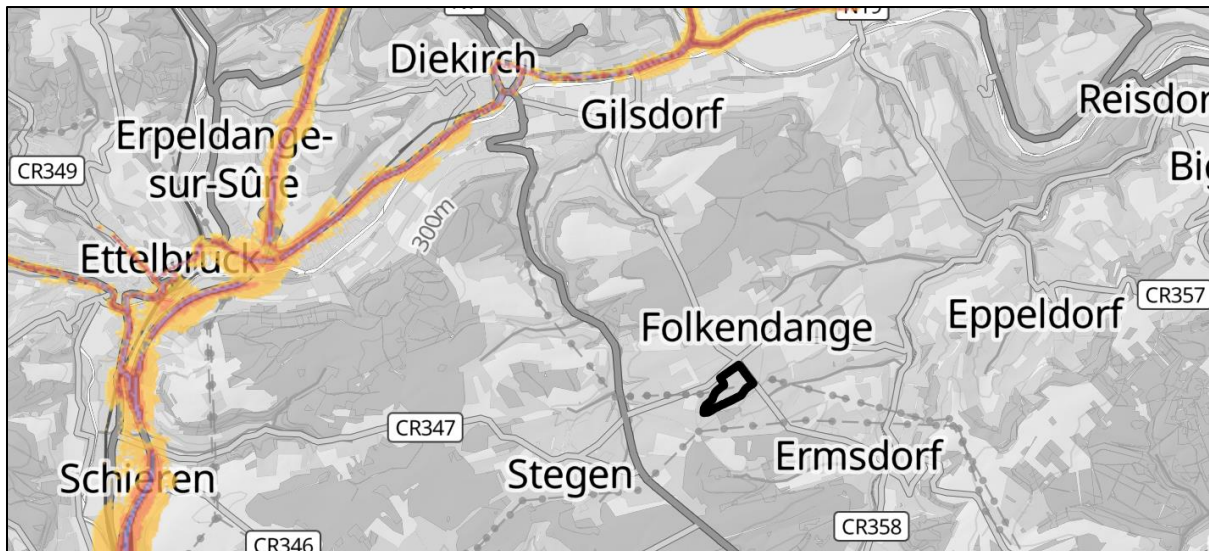 N19
Diekirch
Gilsdorf
Reisdor
Erpeldange-
sur-Sûre
CR349
300m
Ettelbruck
CR357
Eppeldorf
Folkendange
CR347
Schieren
Stegen
Ermsdorf
CR346
CR358